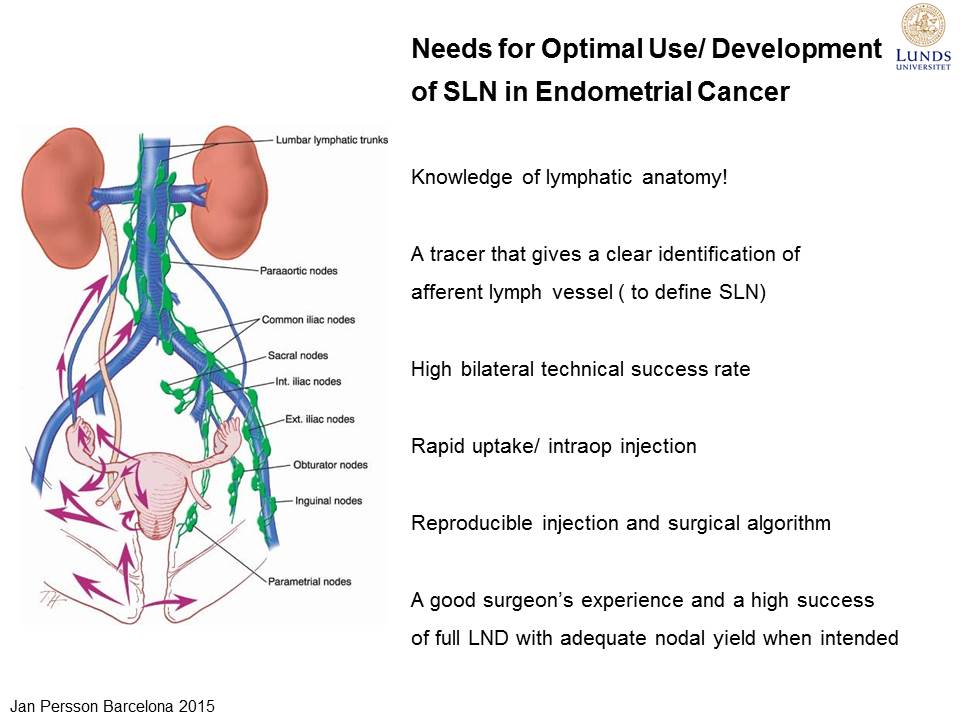 Needs for Optimal Use/ Development
of SLN in Endometrial Cancer
LUNDS
UNIVERSITET
Lumbar lymphatic trunks
Paraaortic nodes
Common iliac nodes
Sacral nodes
Int. iliac nodes
Ext. iliac nodes
Obturator nodes
Inguinal nodes
Parametrial nodes
Knowledge of lymphatic anatomy!
A tracer that gives a clear identification of
afferent lymph vessel ( to define SLN)
High bilateral technical success rate
Rapid uptake/ intraop injection
Reproducible injection and surgical algorithm
A good surgeon’s experience and a high success
of full LND with adequate nodal yield when intended
Jan Persson Barcelona 2015